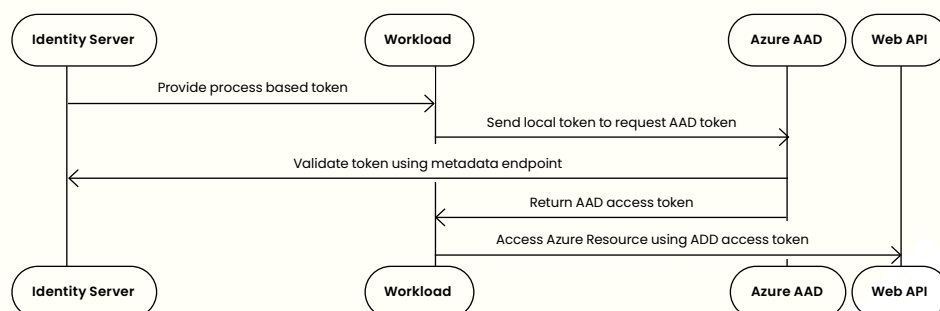 Identity Server
Workload
Azure AAD
Web API
Provide process based token
Send local token to request AAD token
Validate token using metadata endpoint
Return AAD access token
Access Azure Resource using ADD access token
Identity Server
Workload
Azure AAD
Web API